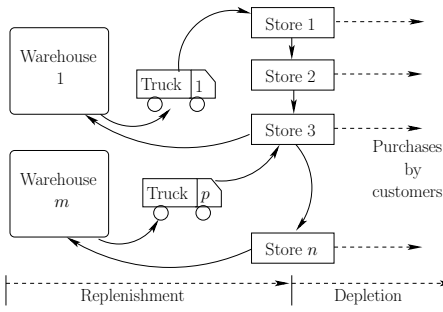 Store 1
Warehouse
1
Truck 1
Store 2
Store 3
Purchases
by
customers
Warehouse
m
Truck p
Store n
Replenishment
Depletion